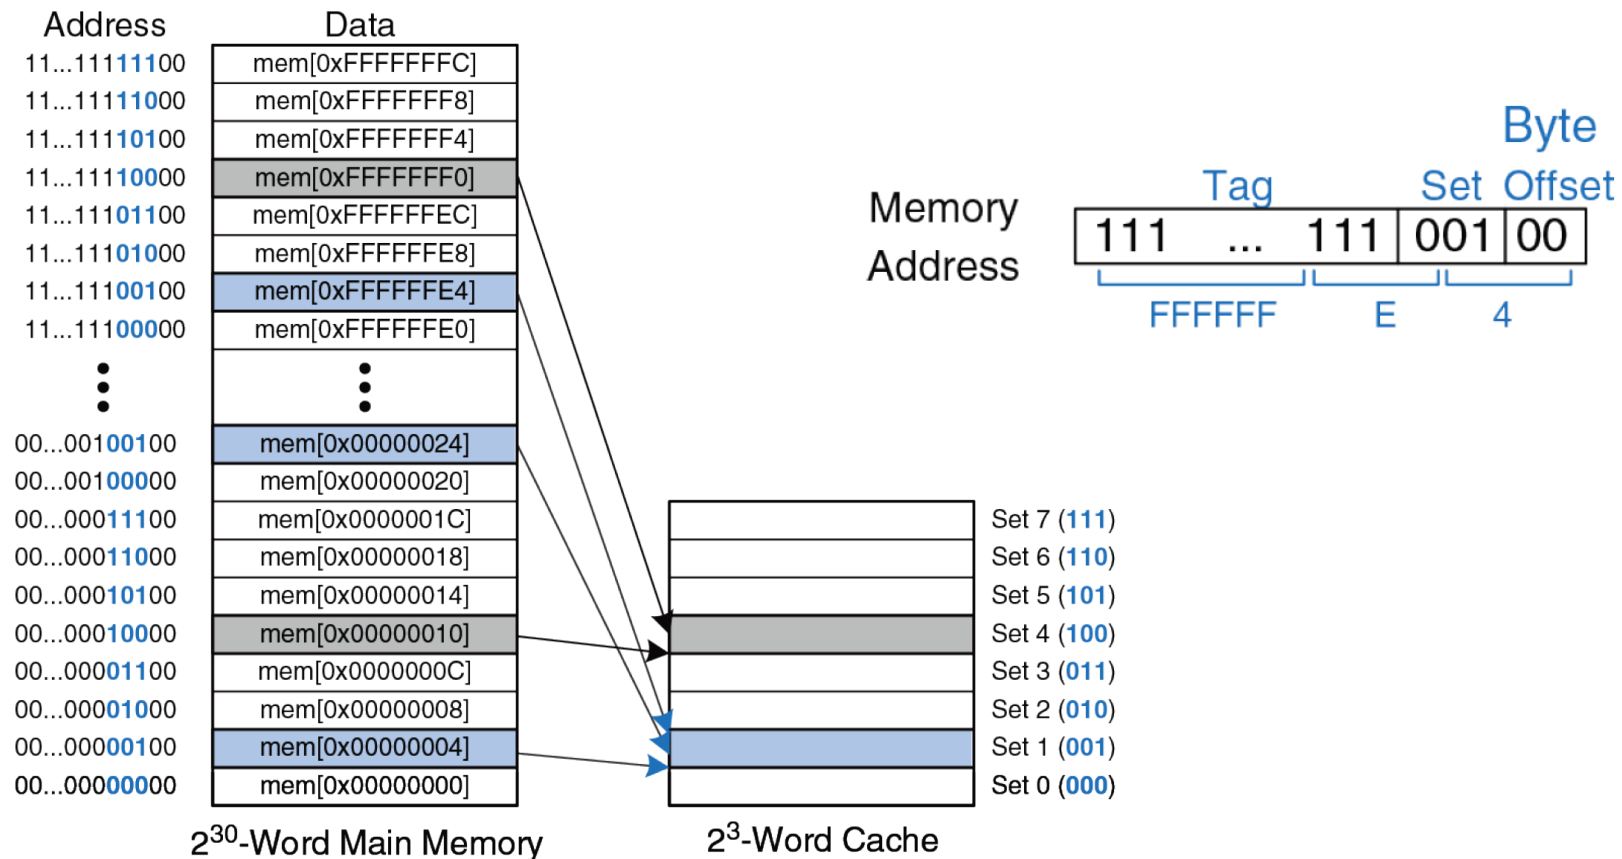 Address Data
11...11111100 mem[0xFFFFFFFC]
11...11111000 mem[0xFFFFFFF8]
11...11110100 mem[0xFFFFFFF4]
11...11110000 mem[0xFFFFFFF0]
11...11101100 mem[0xFFFFFFEC]
11...11101000 mem[0xFFFFFFE8]
11...11100100 mem[0xFFFFFFE4]
11...11100000 mem[0xFFFFFFE0]
00...00100100 mem[0x00000024]
00...00100000 mem[0x00000020]
00...00011100 mem[0x0000001C]
00...00011000 mem[0x00000018]
00...00010100 mem[0x00000014]
00...00010000 mem[0x00000010]
00...00001100 mem[0x0000000C]
00...00001000 mem[0x00000008]
00...00000100 mem[0x00000004]
00...00000000 mem[0x00000000]
2³⁰-Word Main Memory
Set 7 (111)
Set 6 (110)
Set 5 (101)
Set 4 (100)
Set 3 (011)
Set 2 (010)
Set 1 (001)
Set 0 (000)
2³-Word Cache
Byte
Tag Set Offset
Memory
Address
111 ... 111 001 00
FFFFFF E 4